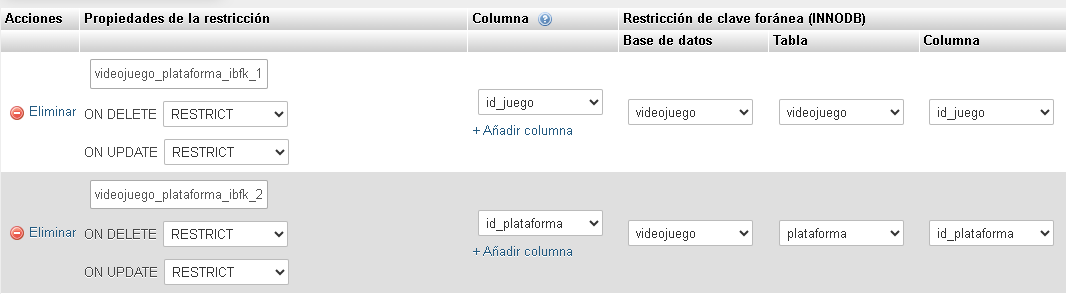 Acciones Propiedades de la restricción Columna Restricción de clave foránea (INNODB)
Base de datos Tabla Columna
videojuego_plataforma_ibfk_1
Eliminar ON DELETE RESTRICT id_juego videojuego videojuego id_juego
+ Añadir columna
ON UPDATE RESTRICT
videojuego_plataforma_ibfk_2
Eliminar ON DELETE RESTRICT id_plataforma videojuego plataforma id_plataforma
+ Añadir columna
ON UPDATE RESTRICT